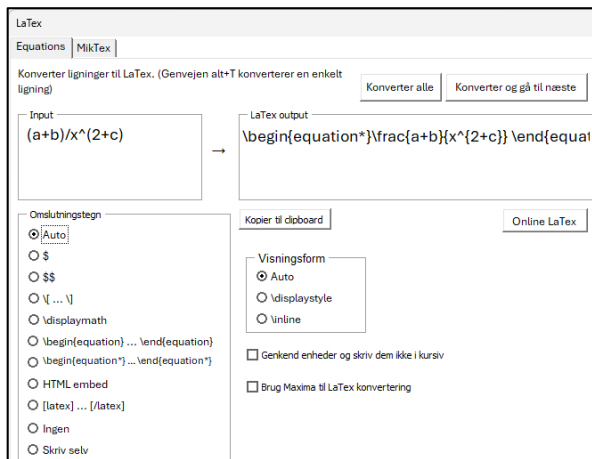 LaTex
Equations MikTex
Konverter ligninger til LaTex. (Genvejen alt+T konverterer en enkelt
ligning)
Konverter alle Konverter og gå til næste
Input
(a+b)/x^(2+c)
→
LaTex output
\begin{equation*}\frac{a+b}{x^{2+c}} \end{equat
Omslutningstegn
Auto
$
$$
\[ ... \]
\displaymath
\begin{equation} ... \end{equation}
\begin{equation*} ... \end{equation*}
HTML embed
[latex] ... [/latex]
Ingen
Skriv selv
Kopier til clipboard
Online LaTex
Visningsform
Auto
\displaystyle
\inline
Genkend enheder og skriv dem ikke i kursiv
Brug Maxima til LaTex konvertering